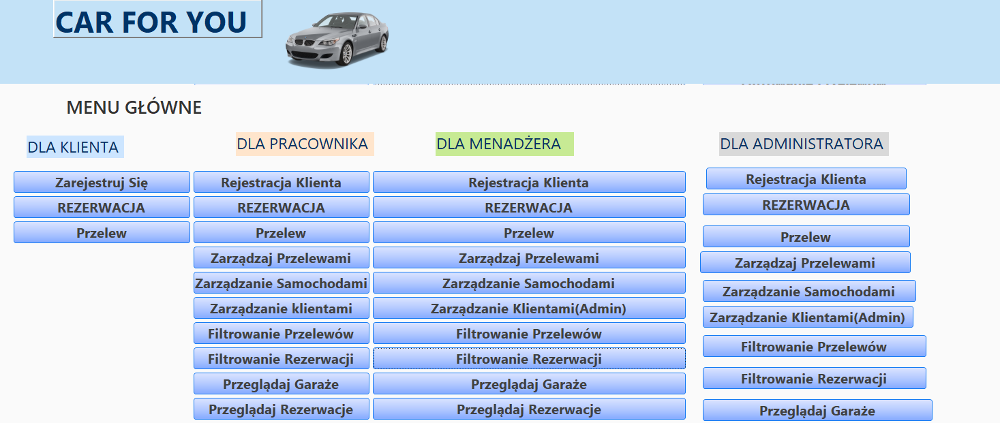 CAR FOR YOU
MENU GŁÓWNE
DLA KLIENTA
Zarejestruj Się
REZERWACJA
Przelew
DLA PRACOWNIKA
Rejestracja Klienta
REZERWACJA
Przelew
Zarządzaj Przelewami
Zarządzanie Samochodami
Zarządzanie klientami
Filtrowanie Przelewów
Filtrowanie Rezerwacji
Przeglądaj Garaże
Przeglądaj Rezerwacje
DLA MENADŻERA
Rejestracja Klienta
REZERWACJA
Przelew
Zarządzaj Przelewami
Zarządzanie Samochodami
Zarządzanie Klientami(Admin)
Filtrowanie Przelewów
Filtrowanie Rezerwacji
Przeglądaj Garaże
Przeglądaj Rezerwacje
DLA ADMINISTRATORA
Rejestracja Klienta
REZERWACJA
Przelew
Zarządzaj Przelewami
Zarządzanie Samochodami
Zarządzanie Klientami(Admin)
Filtrowanie Przelewów
Filtrowanie Rezerwacji
Przeglądaj Garaże